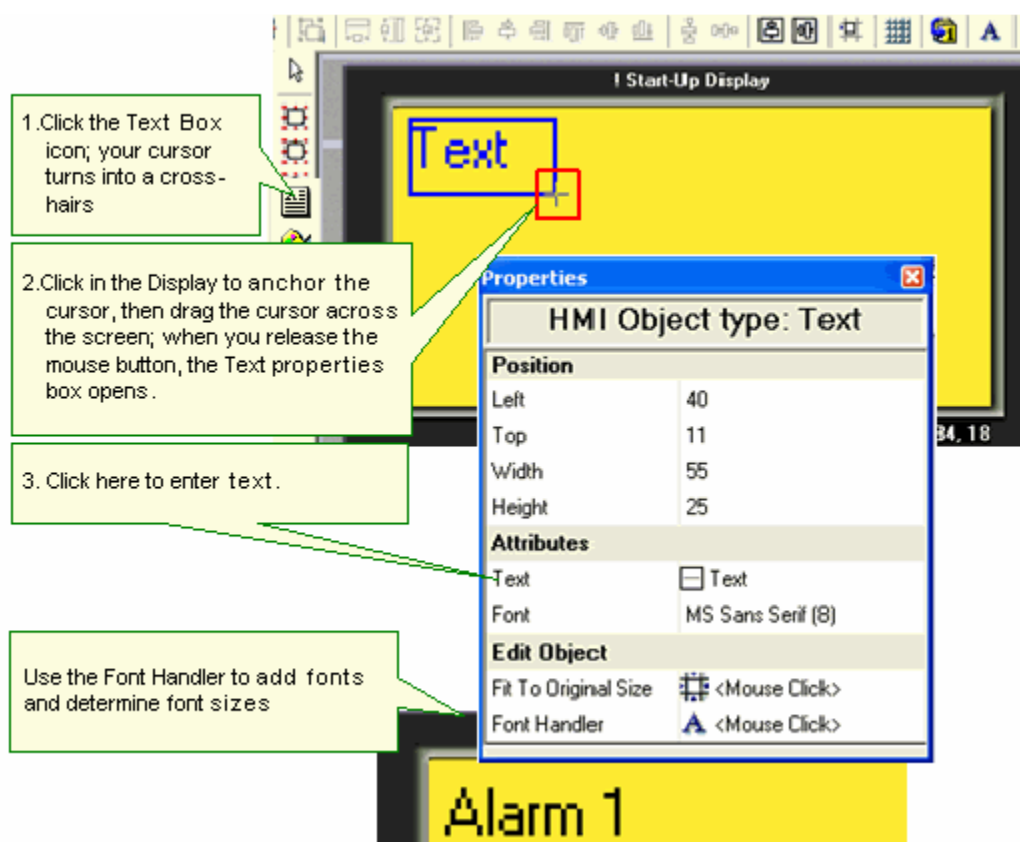 A
! Start-Up Display
1.Click the Text Box
icon; your cursor
turns into a cross-
hairs
Text
2.Click in the Display to anchor the
cursor, then drag the cursor across
the screen; when you release the
mouse button, the Text properties
box opens.
Properties
HMI Object type: Text
Position
Left 40
Top 11
34, 18
Width 55
3. Click here to enter text.
Height 25
Attributes
Text Text
Font MS Sans Serif (8)
Edit Object
Use the Font Handler to add fonts
and determine font sizes
Fit To Original Size <Mouse Click>
Font Handler A <Mouse Click>
Alarm 1